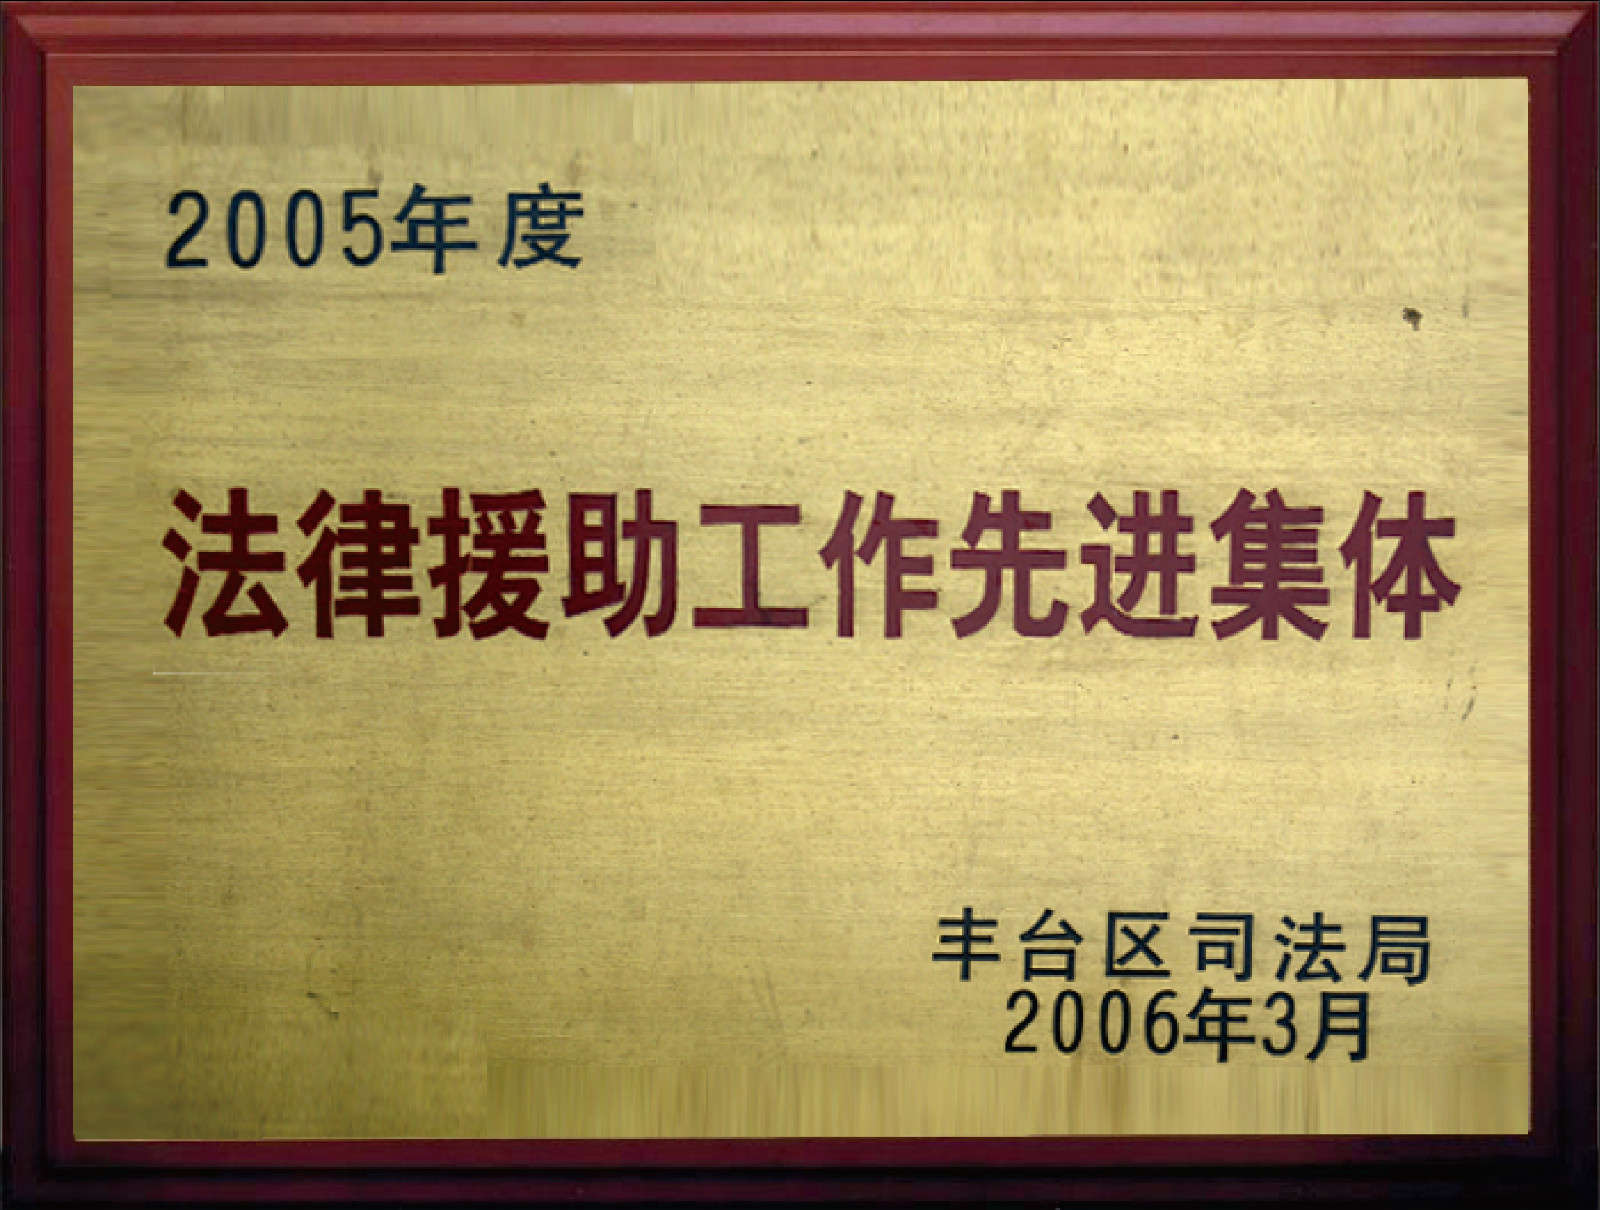 2005年度
法律援助工作先进集体
丰台区司法局
2006年3月